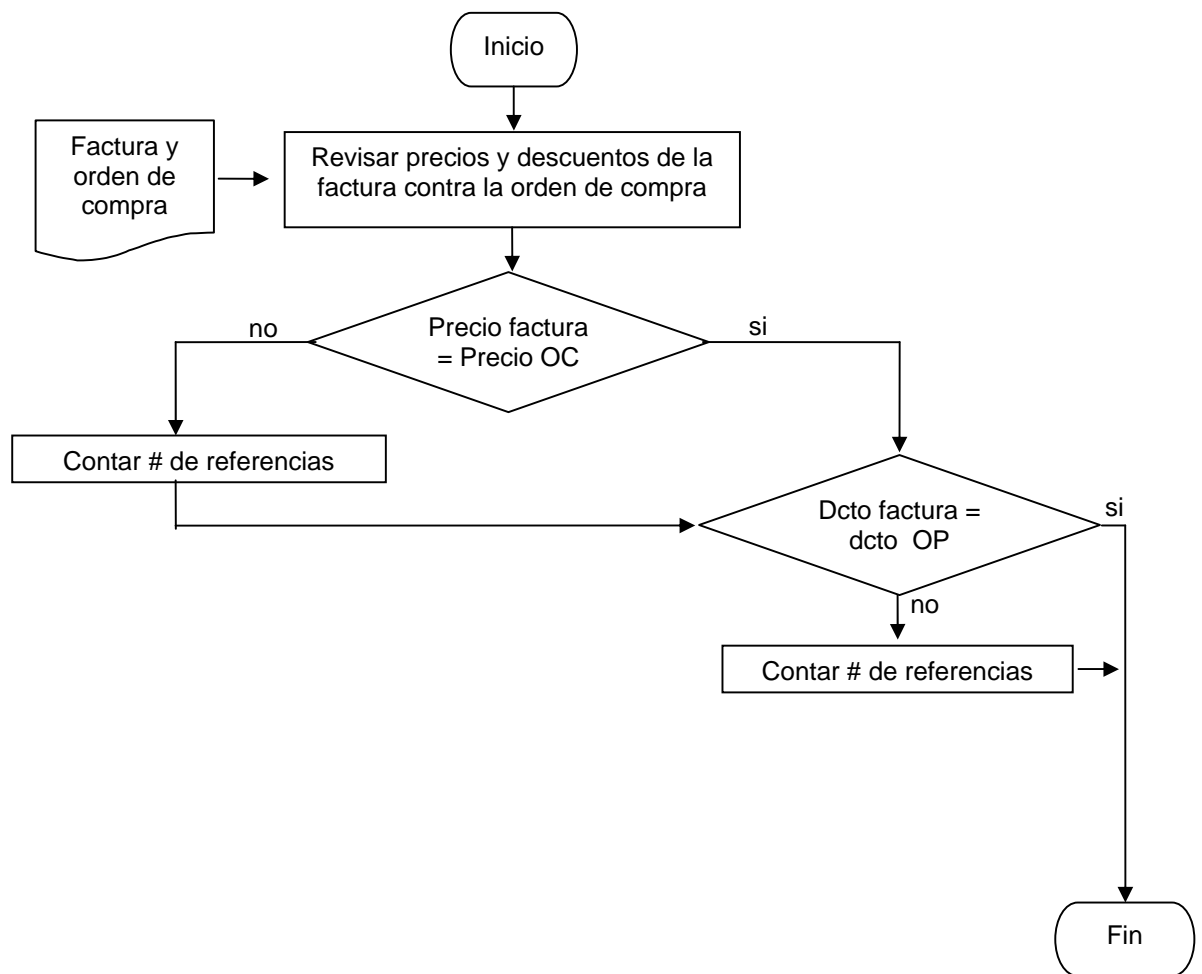 Inicio
Factura y
orden de
compra
Revisar precios y descuentos de la
factura contra la orden de compra
no
Precio factura
= Precio OC
si
Contar # de referencias
Dcto factura =
dcto OP
si
no
Contar # de referencias
Fin